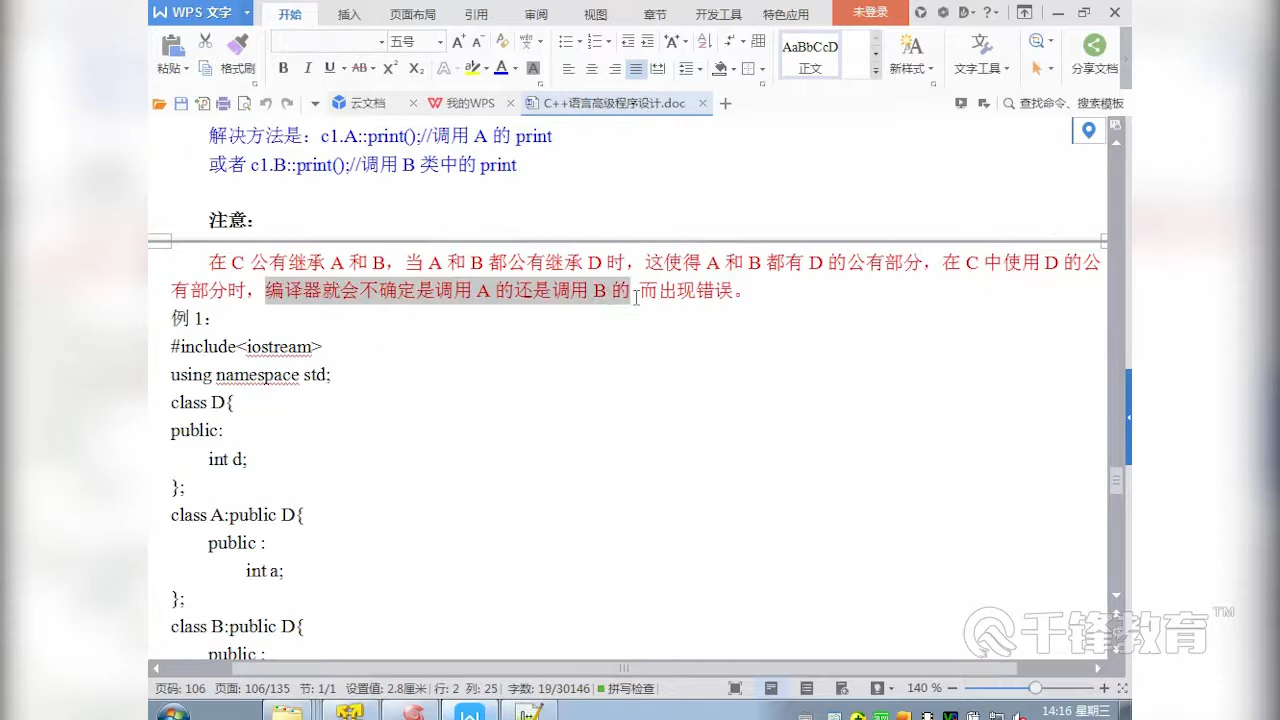 WPS 文字
开始 插入 页面布局 引用 审阅 视图 章节 开发工具 特色应用 未登录
五号
粘贴 格式刷 B I U AB X² X₂ A A AaBbCcD 正文 新样式 文字工具 分享文档
云文档 我的WPS C++语言高级程序设计.doc 查找命令、搜索模板
解决方法是：c1.A::print();//调用 A 的 print
或者 c1.B::print();//调用 B 类中的 print
注意：
在 C 公有继承 A 和 B，当 A 和 B 都公有继承 D 时，这使得 A 和 B 都有 D 的公有部分，在 C 中使用 D 的公
有部分时，编译器就会不确定是调用 A 的还是调用 B 的 而出现错误。
例 1：
#include<iostream>
using namespace std;
class D{
public:
int d;
};
class A:public D{
public :
int a;
};
class B:public D{
public :
千锋教育™
页码: 106 页面: 106/135 节: 1/1 设置值: 2.8厘米 行: 2 列: 25 字数: 19/30146 拼写检查 140 %
14:16 星期三